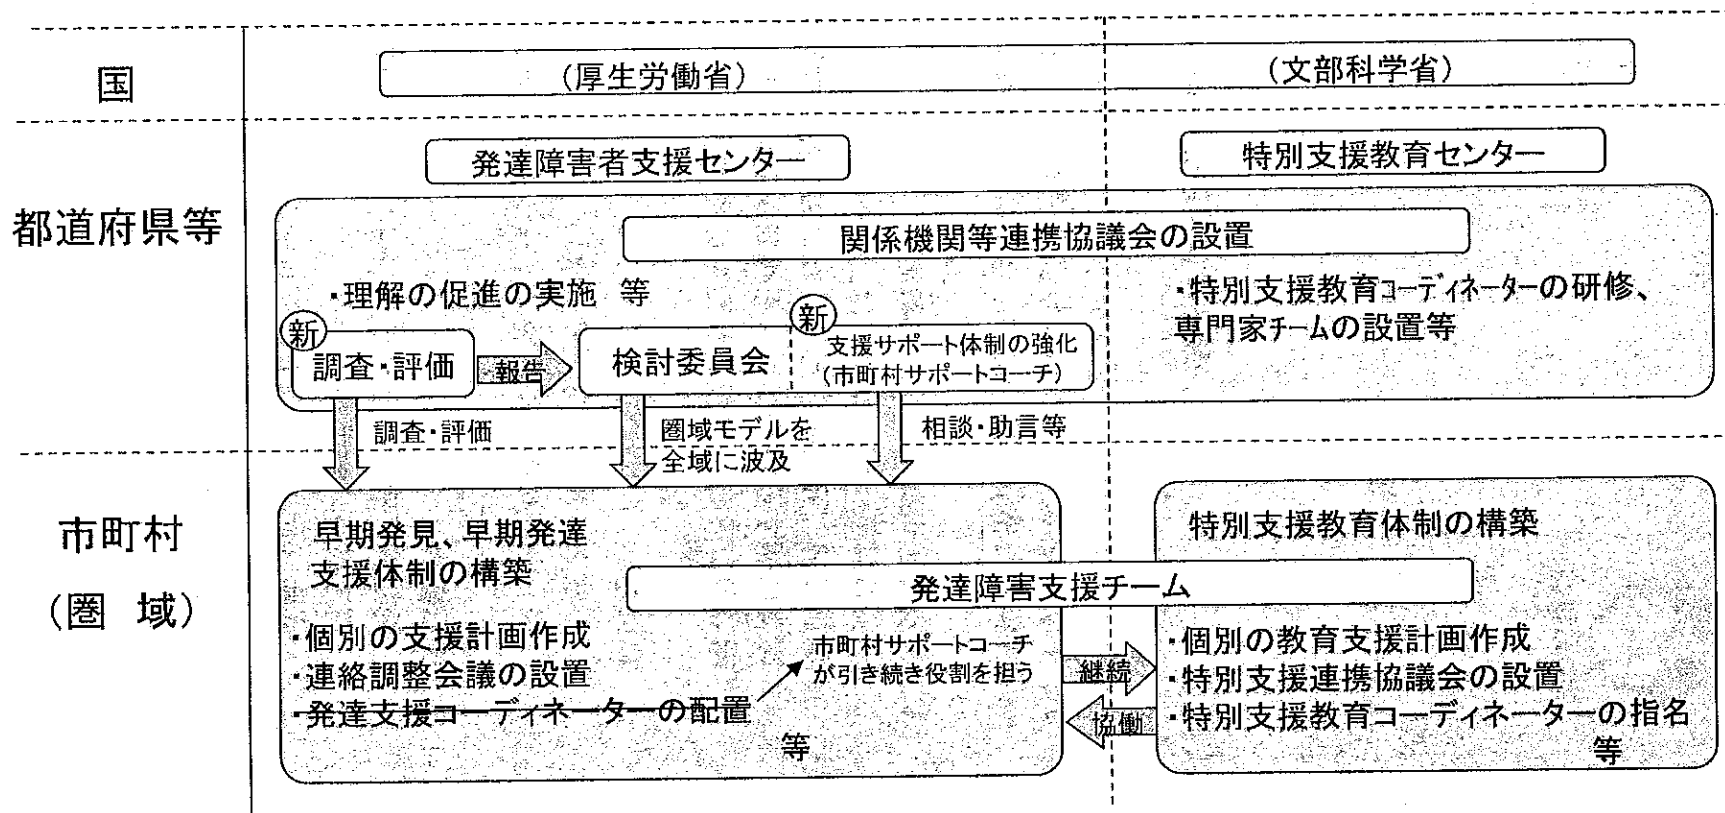 国
(厚生労働省)
(文部科学省)
都道府県等
発達障害者支援センター
特別支援教育センター
関係機関等連携協議会の設置
・理解の促進の実施 等
・特別支援教育コーディネーターの研修、
専門家チームの設置等
新
調査・評価
報告
検討委員会
新
支援サポート体制の強化
(市町村サポートコーチ)
調査・評価
圏域モデルを
全域に波及
相談・助言等
市町村
(圏 域)
早期発見、早期発達
支援体制の構築
特別支援教育体制の構築
発達障害支援チーム
・個別の支援計画作成
・連絡調整会議の設置
・発達支援コーディネーターの配置
等
市町村サポートコーチ
が引き続き役割を担う
継続
協働
・個別の教育支援計画作成
・特別支援連携協議会の設置
・特別支援教育コーディネーターの指名
等